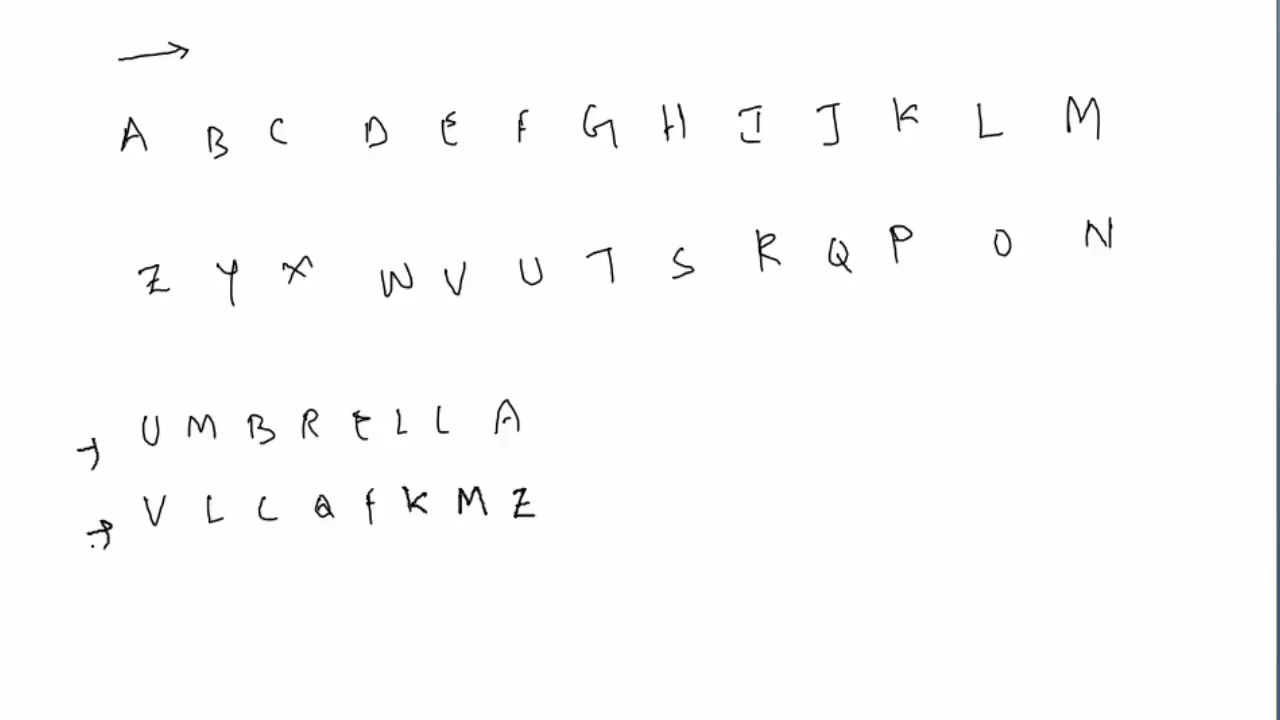 A B C D E F G H I J K L M
Z Y X W V U T S R Q P O N
U M B R E L L A
V L C Q F K M Z